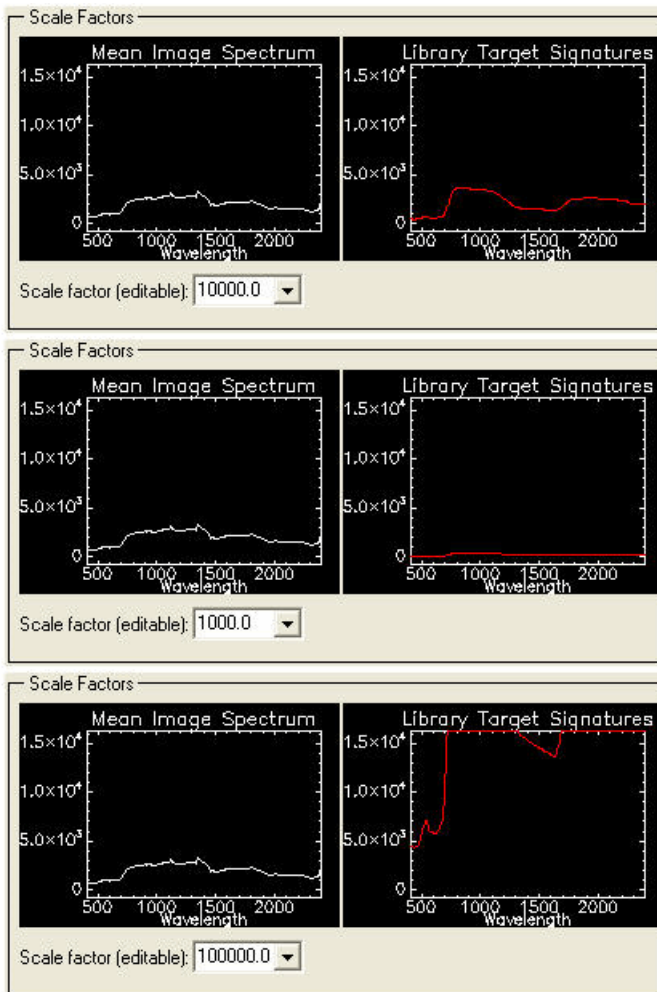 Scale Factors
Mean Image Spectrum Library Target Signatures
1.5×10⁴ 1.5×10⁴
1.0×10⁴ 1.0×10⁴
5.0×10³ 5.0×10³
0 0
500 1000 1500 2000 500 1000 1500 2000
Wavelength Wavelength
Scale factor (editable): 10000.0
Scale Factors
Mean Image Spectrum Library Target Signatures
1.5×10⁴ 1.5×10⁴
1.0×10⁴ 1.0×10⁴
5.0×10³ 5.0×10³
0 0
500 1000 1500 2000 500 1000 1500 2000
Wavelength Wavelength
Scale factor (editable): 1000.0
Scale Factors
Mean Image Spectrum Library Target Signatures
1.5×10⁴ 1.5×10⁴
1.0×10⁴ 1.0×10⁴
5.0×10³ 5.0×10³
0 0
500 1000 1500 2000 500 1000 1500 2000
Wavelength Wavelength
Scale factor (editable): 100000.0